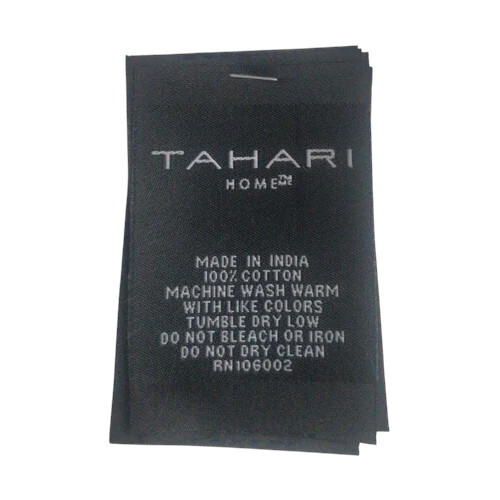 TAHARI
HOME™
MADE IN INDIA
100% COTTON
MACHINE WASH WARM
WITH LIKE COLORS
TUMBLE DRY LOW
DO NOT BLEACH OR IRON
DO NOT DRY CLEAN
RN106002